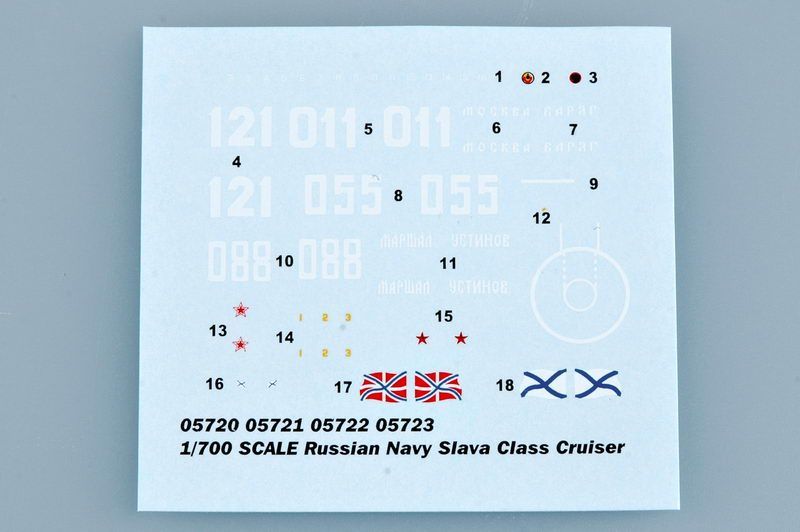 1 2 3
121 011 5 011 МОСКВА ВАРЯГ
6 7
МОСКВА ВАРЯГ
4
121 055 8 055 9
12
088 10 088 МАРШАЛ УСТИНОВ
11
МАРШАЛ УСТИНОВ
13 14 1 2 3 15
1 2 3
16 17 18
05720 05721 05722 05723
1/700 SCALE Russian Navy Slava Class Cruiser